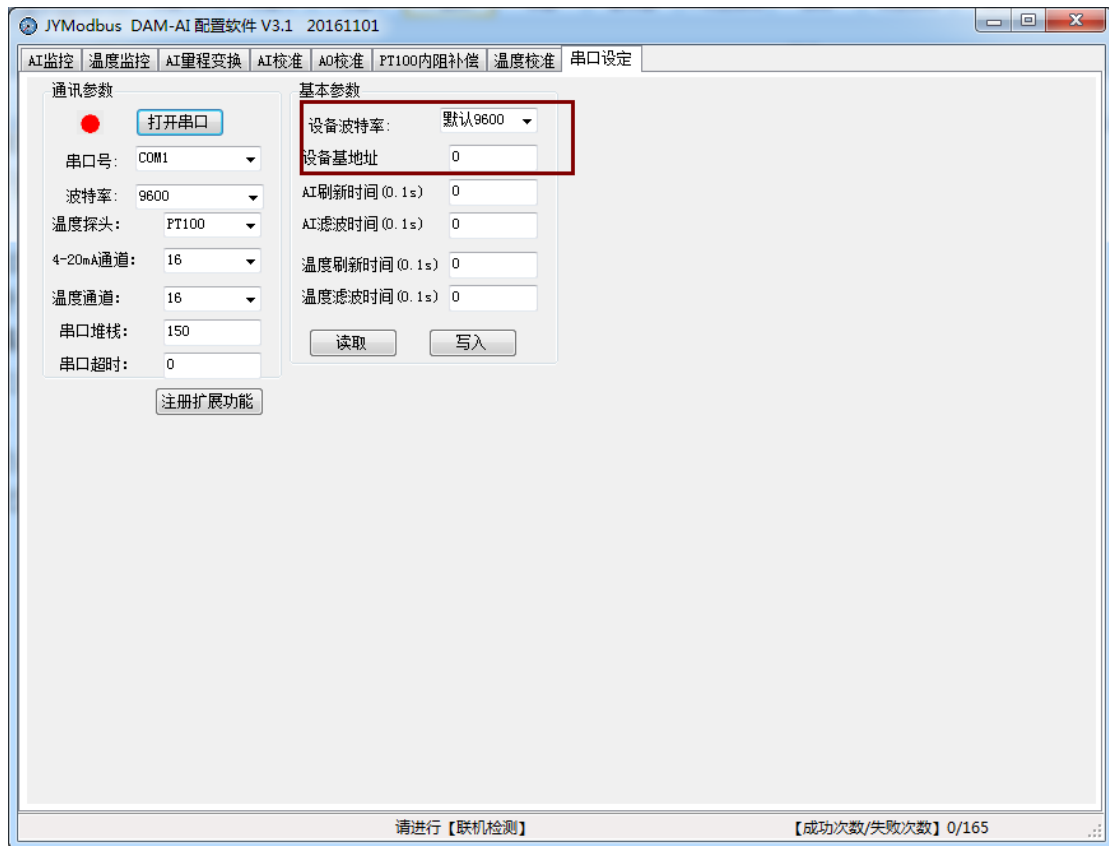 JYModbus DAM-AI 配置软件 V3.1 20161101
AI监控 温度监控 AI量程变换 AI校准 AO校准 PT100内阻补偿 温度校准 串口设定
通讯参数
打开串口
串口号: COM1
波特率: 9600
温度探头: PT100
4-20mA通道: 16
温度通道: 16
串口堆栈: 150
串口超时: 0
注册扩展功能
基本参数
设备波特率: 默认9600
设备基地址 0
AI刷新时间(0.1s) 0
AI滤波时间(0.1s) 0
温度刷新时间(0.1s) 0
温度滤波时间(0.1s) 0
读取 写入
请进行【联机检测】 【成功次数/失败次数】0/165